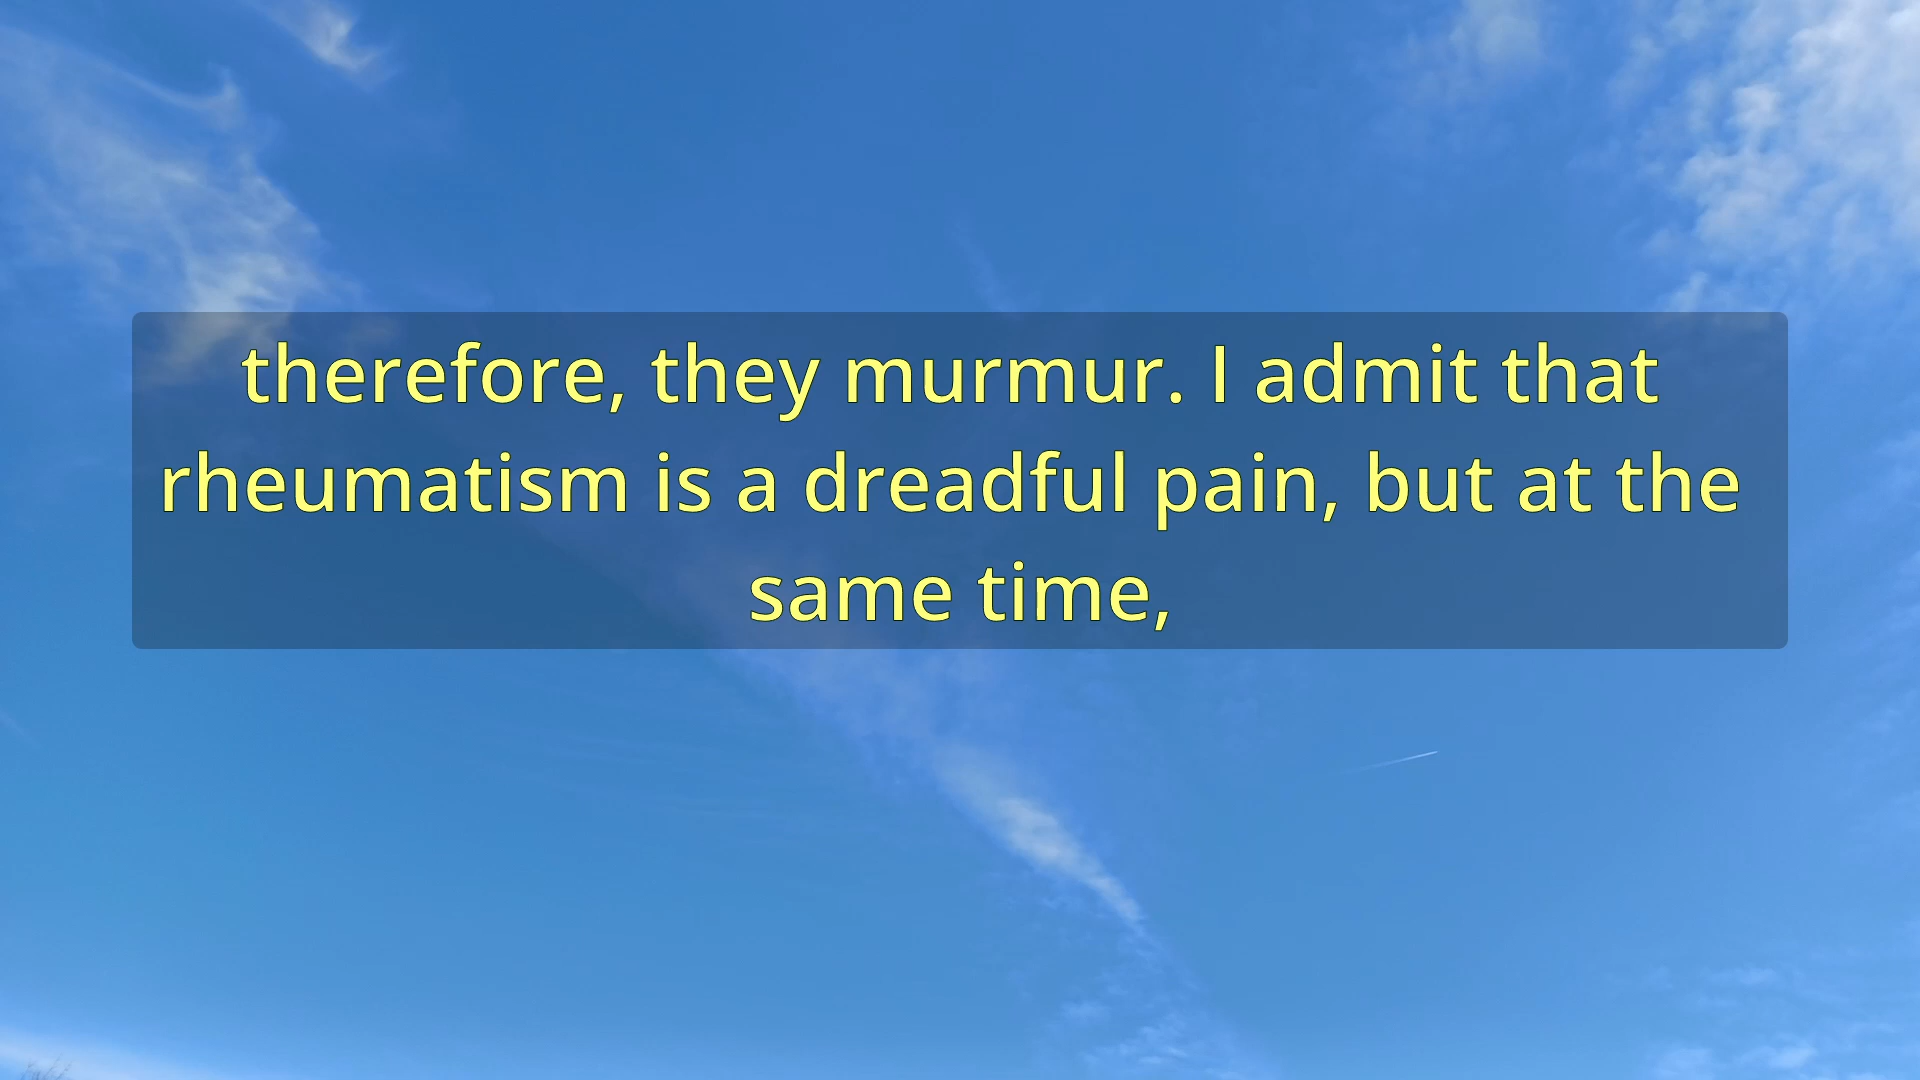 therefore, they murmur. I admit that
rheumatism is a dreadful pain, but at the
same time,